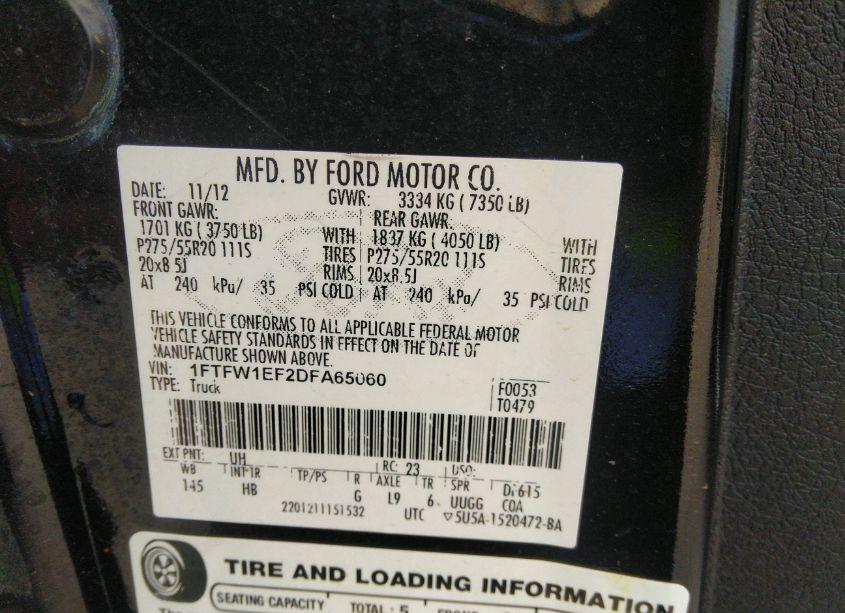 MFD. BY FORD MOTOR CO.
DATE: 11/12 GVWR: 3334 KG ( 7350 LB)
FRONT GAWR: REAR GAWR:
1701 KG ( 3750 LB) WITH 1837 KG ( 4050 LB) WITH
P275/55R20 111S TIRES P275/55R20 111S TIRES
20x8.5J RIMS 20x8.5J RIMS
AT 240 kPa/ 35 PSI COLD AT 240 kPa/ 35 PSI COLD
THIS VEHICLE CONFORMS TO ALL APPLICABLE FEDERAL MOTOR
VEHICLE SAFETY STANDARDS IN EFFECT ON THE DATE OF
MANUFACTURE SHOWN ABOVE.
VIN: 1FTFW1EF2DFA65060 F0053
TYPE: Truck T0479
EXT PNT: UH RC: 23 DSO:
WB INT TR TP/PS R AXLE TR SPR DF615
145 HB G L9 6 UUGG COA
2201211151532 UTC ▽5U5A-1520472-BA
TIRE AND LOADING INFORMATION
SEATING CAPACITY TOTAL : 5